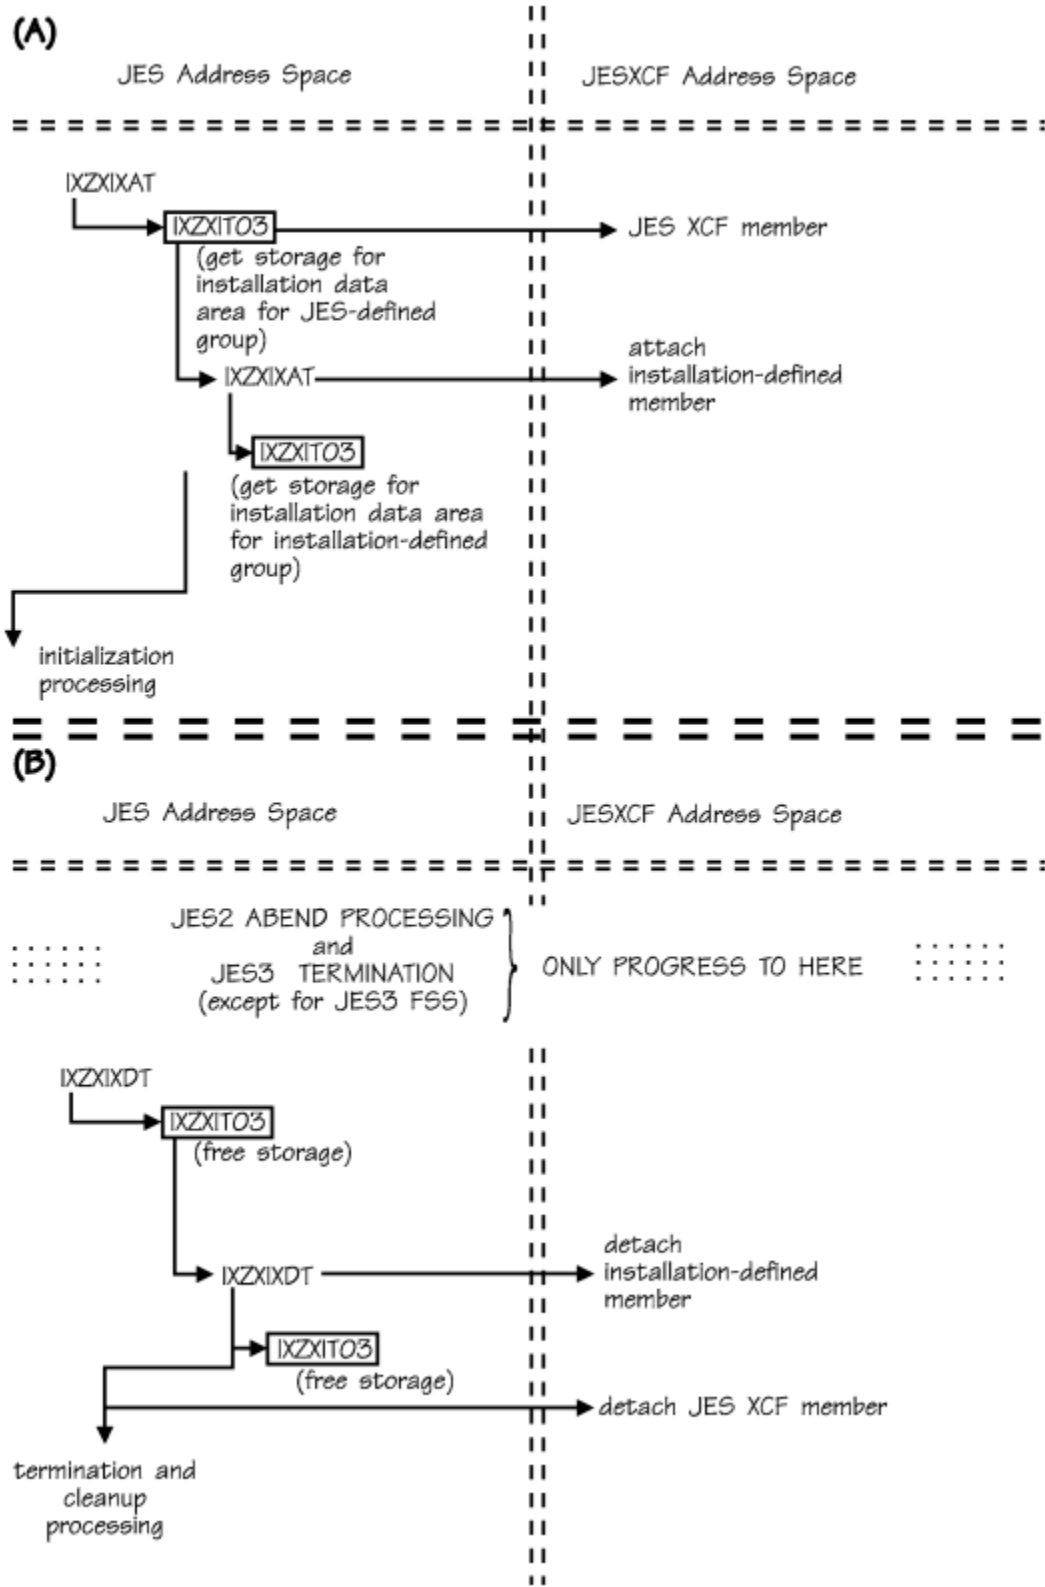 (A)
JES Address Space
JESXCF Address Space
IXZXIXAT
IXZXIT03
JES XCF member
(get storage for
installation data
area for JES-defined
group)
attach
installation-defined
member
IXZXIXAT
IXZXIT03
(get storage for
installation data area
for installation-defined
group)
initialization
processing
(B)
JES Address Space
JESXCF Address Space
JES2 ABEND PROCESSING
and
JES3 TERMINATION
(except for JES3 FSS)
ONLY PROGRESS TO HERE
IXZXIXDT
IXZXIT03
(free storage)
detach
installation-defined
member
IXZXIXDT
IXZXIT03
(free storage)
detach JES XCF member
termination and
cleanup
processing